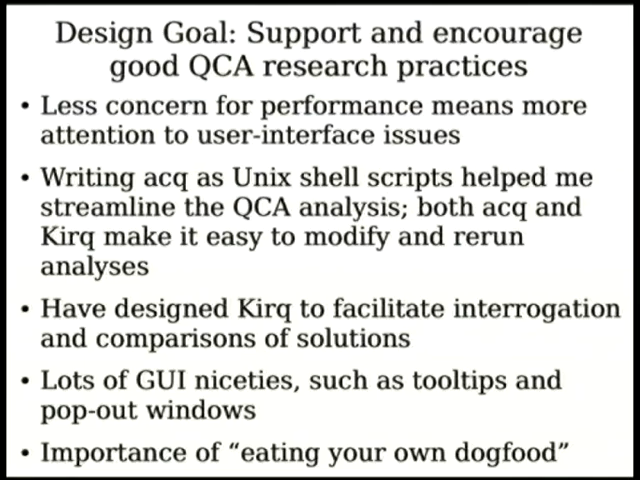 Design Goal: Support and encourage
good QCA research practices
• Less concern for performance means more
attention to user-interface issues
• Writing acq as Unix shell scripts helped me
streamline the QCA analysis; both acq and
Kirq make it easy to modify and rerun
analyses
• Have designed Kirq to facilitate interrogation
and comparisons of solutions
• Lots of GUI niceties, such as tooltips and
pop-out windows
• Importance of “eating your own dogfood”